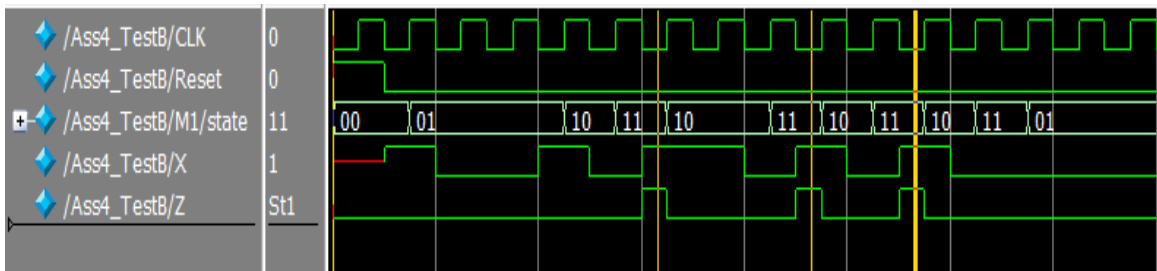 /Ass4_TestB/CLK 0
/Ass4_TestB/Reset 0
/Ass4_TestB/M1/state 11 00 01 10 11 10 11 10 11 10 11 01
/Ass4_TestB/X 1
/Ass4_TestB/Z St1